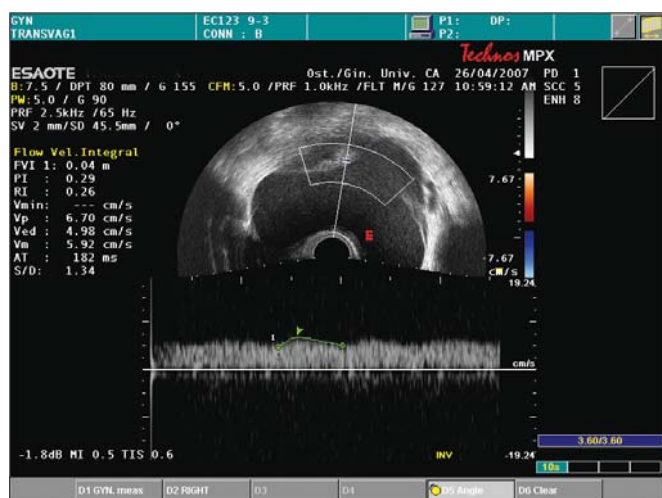 GYN EC123 9-3 P1: DP:
TRANSVAG1 CONN : B P2:
Technos MPX
ESAOTE Ost./Gin. Univ. CA 26/04/2007 PD 1
B:7.5 / DPT 80 mm / G 155 CFM:5.0 /PRF 1.0kHz /FLT M/G 127 10:59:12 AM SCC 5
PW:5.0 / G 90 ENH 8
PRF 2.5kHz /65 Hz
SV 2 mm/SD 45.5mm / 0°
Flow Vel.Integral
FVI 1: 0.04 m
PI : 0.29
RI : 0.26
Vmin: --- cm/s
Vp : 6.70 cm/s
Ved : 4.98 cm/s
Vm : 5.92 cm/s
AT : 182 ms
S/D: 1.34
7.67
E
-7.67
cm/s
19.24
1
cm/s
3.60/3.60
-1.8dB MI 0.5 TIS 0.6 INV -19.24
10s
D1 GYN. meas D2 RIGHT D3 D4 D5 Angle D6 Clear